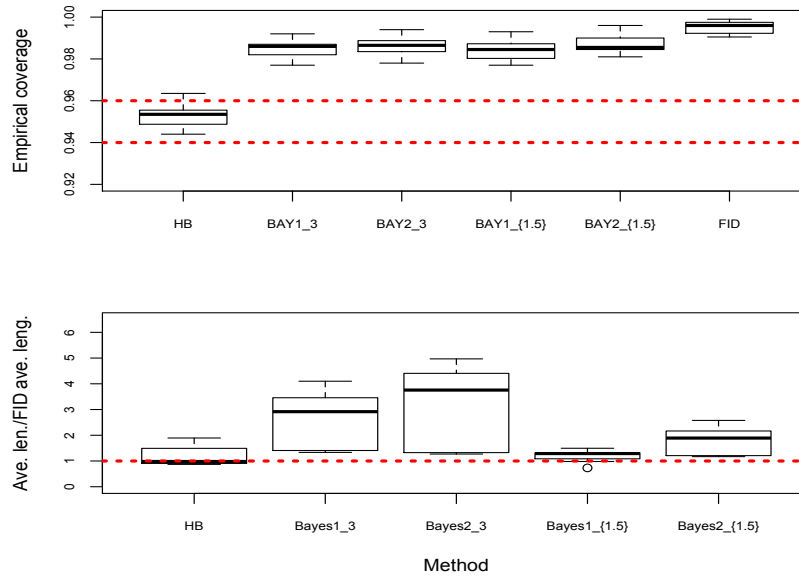 Empirical coverage
1.00
0.98
0.96
0.94
0.92
HB BAY1_3 BAY2_3 BAY1_{1.5} BAY2_{1.5} FID
Ave. len./FID ave. leng.
6
5
4
3
2
1
0
HB Bayes1_3 Bayes2_3 Bayes1_{1.5} Bayes2_{1.5}
Method